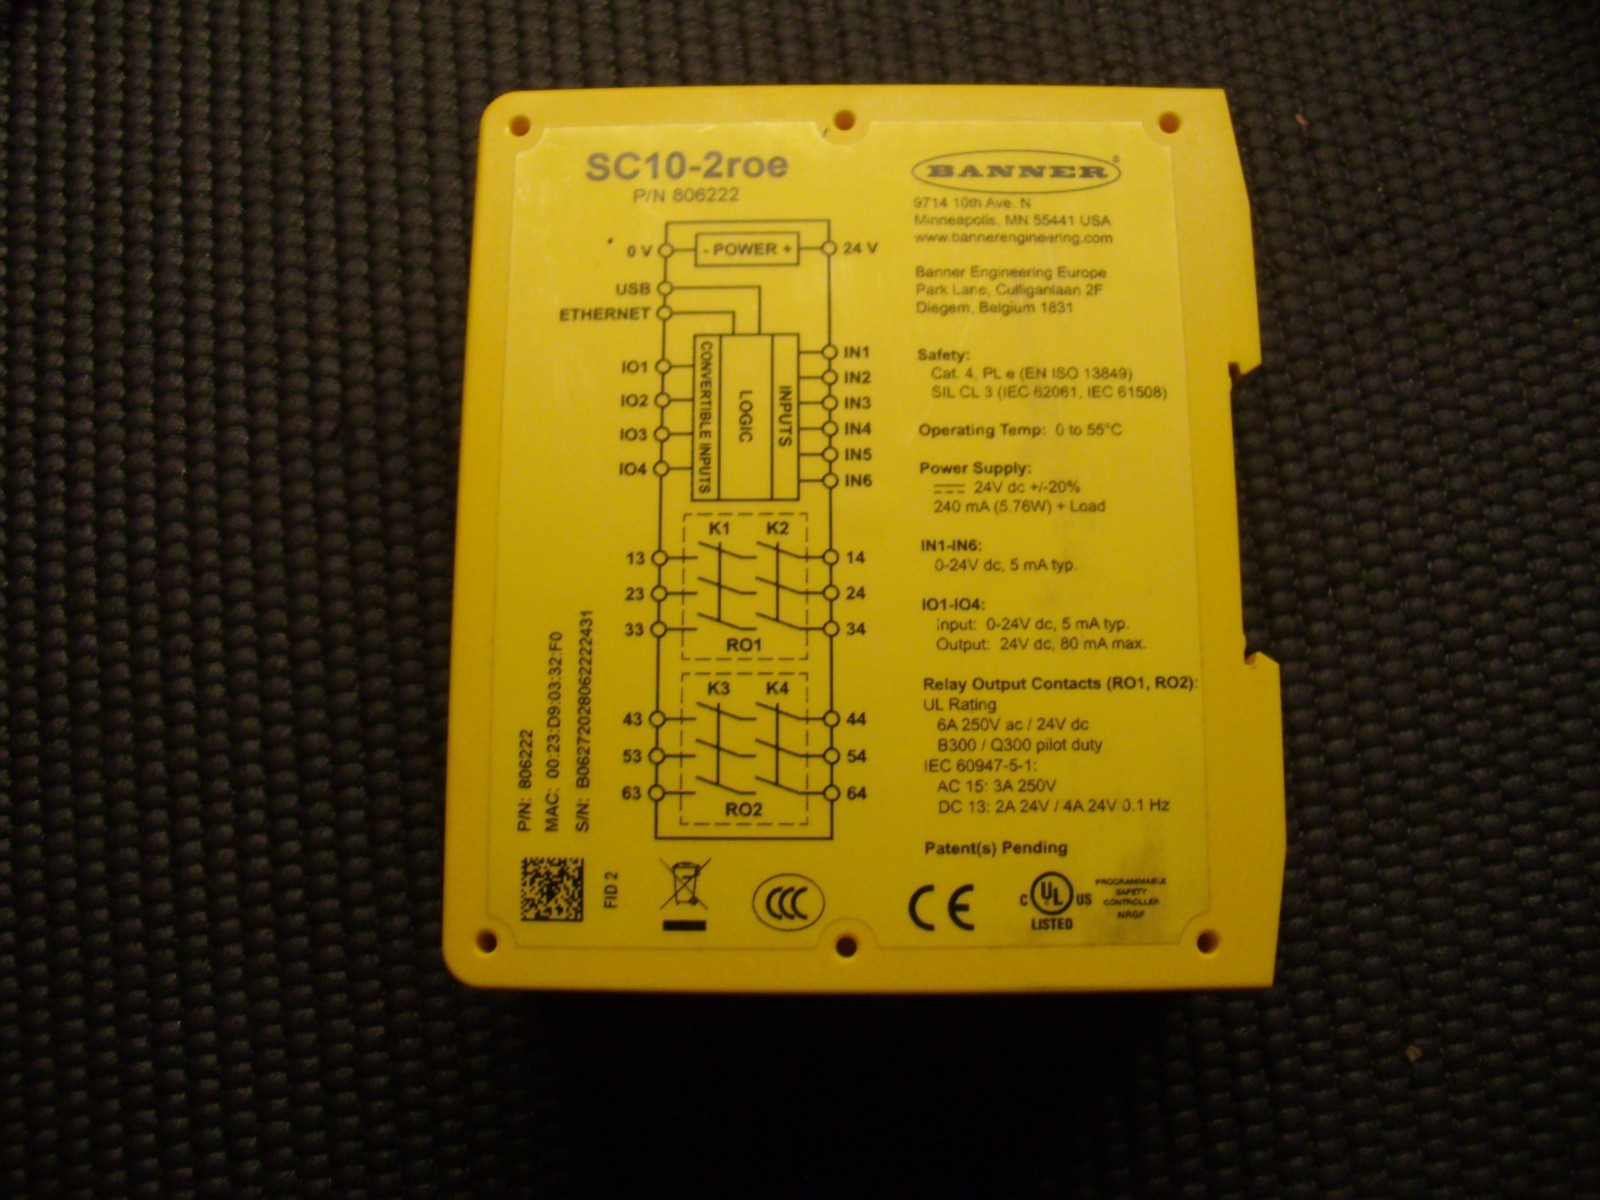 SC10-2roe
P/N 806222
0 V - POWER + 24 V
USB
ETHERNET
CONVERTIBLE INPUTS
LOGIC
INPUTS
IO1
IO2
IO3
IO4
IN1
IN2
IN3
IN4
IN5
IN6
K1 K2
13 14
23 24
33 34
RO1
K3 K4
43 44
53 54
63 64
RO2
P/N: 806222
MAC: 00:23:D9:03:32:F0
S/N: B06272028062222431
FID 2
BANNER®
9714 10th Ave. N
Minneapolis, MN 55441 USA
www.bannerengineering.com
Banner Engineering Europe
Park Lane, Culliganlaan 2F
Diegem, Belgium 1831
Safety:
Cat. 4, PL e (EN ISO 13849)
SIL CL 3 (IEC 62061, IEC 61508)
Operating Temp: 0 to 55°C
Power Supply:
24V dc +/-20%
240 mA (5.76W) + Load
IN1-IN6:
0-24V dc, 5 mA typ.
IO1-IO4:
Input: 0-24V dc, 5 mA typ.
Output: 24V dc, 80 mA max.
Relay Output Contacts (RO1, RO2):
UL Rating
6A 250V ac / 24V dc
B300 / Q300 pilot duty
IEC 60947-5-1:
AC 15: 3A 250V
DC 13: 2A 24V / 4A 24V 0.1 Hz
Patent(s) Pending
CCC
CE
C UL US
LISTED
PROGRAMMABLE
SAFETY
CONTROLLER
NRGF